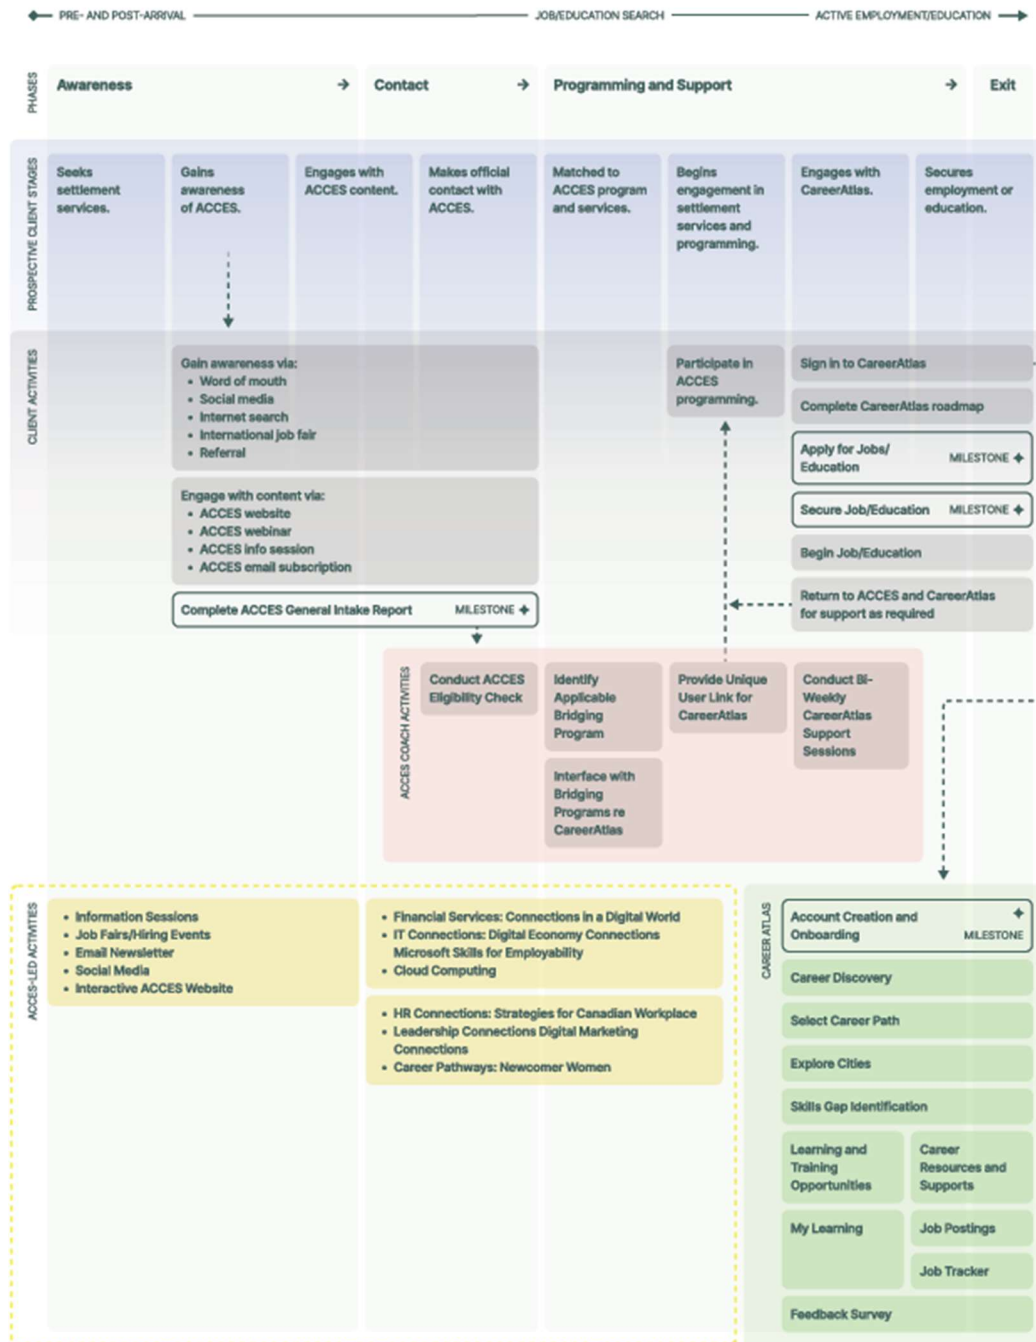 PRE- AND POST-ARRIVAL
JOB/EDUCATION SEARCH
ACTIVE EMPLOYMENT/EDUCATION
PHASES
Awareness
Contact
Programming and Support
Exit
PROSPECTIVE CLIENT STAGES
Seeks
settlement
services.
Gains
awareness
of ACCES.
Engages with
ACCES content.
Makes official
contact with
ACCES.
Matched to
ACCES program
and services.
Begins
engagement in
settlement
services and
programming.
Engages with
CareerAtlas.
Secures
employment or
education.
CLIENT ACTIVITIES
Gain awareness via:
• Word of mouth
• Social media
• Internet search
• International job fair
• Referral
Engage with content via:
• ACCES website
• ACCES webinar
• ACCES info session
• ACCES email subscription
Complete ACCES General Intake Report
MILESTONE
Participate in
ACCES
programming.
Sign in to CareerAtlas
Complete CareerAtlas roadmap
Apply for Jobs/
Education
MILESTONE
Secure Job/Education
MILESTONE
Begin Job/Education
Return to ACCES and CareerAtlas
for support as required
ACCES COACH ACTIVITIES
Conduct ACCES
Eligibility Check
Identify
Applicable
Bridging
Program
Interface with
Bridging
Programs re
CareerAtlas
Provide Unique
User Link for
CareerAtlas
Conduct Bi-
Weekly
CareerAtlas
Support
Sessions
ACCES-LED ACTIVITIES
• Information Sessions
• Job Fairs/Hiring Events
• Email Newsletter
• Social Media
• Interactive ACCES Website
• Financial Services: Connections in a Digital World
• IT Connections: Digital Economy Connections
Microsoft Skills for Employability
• Cloud Computing
• HR Connections: Strategies for Canadian Workplace
• Leadership Connections Digital Marketing
Connections
• Career Pathways: Newcomer Women
CAREER ATLAS
Account Creation and
Onboarding
MILESTONE
Career Discovery
Select Career Path
Explore Cities
Skills Gap Identification
Learning and
Training
Opportunities
Career
Resources and
Supports
My Learning
Job Postings
Job Tracker
Feedback Survey